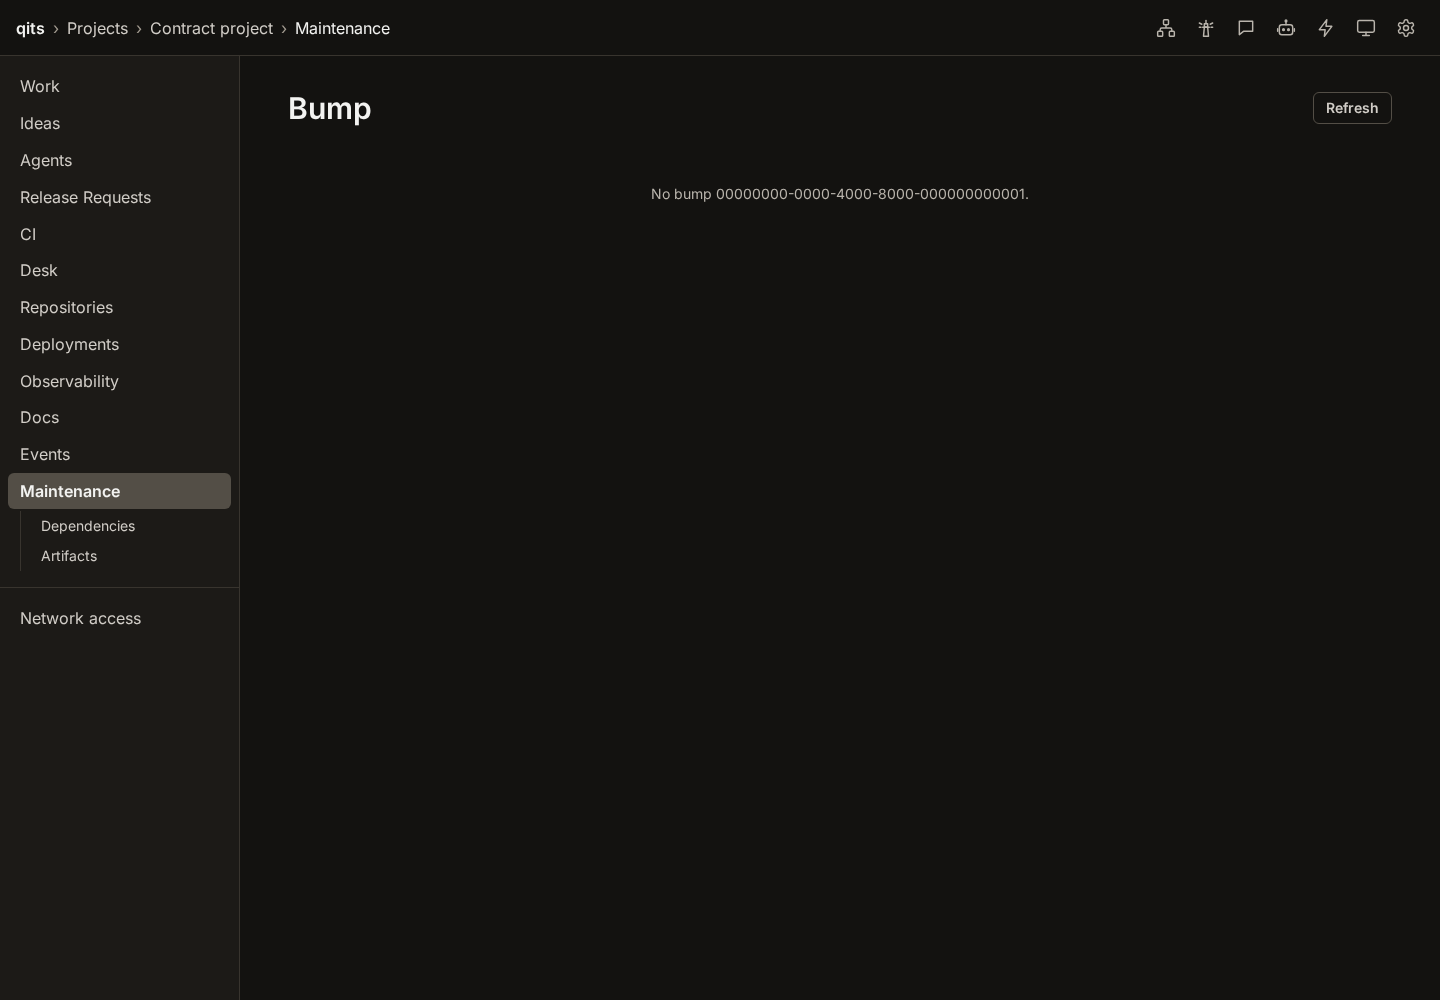 qits › Projects › Contract project › Maintenance
Work
Ideas
Agents
Release Requests
CI
Desk
Repositories
Deployments
Observability
Docs
Events
Maintenance
Dependencies
Artifacts
Network access
Bump
Refresh
No bump 00000000-0000-4000-8000-000000000001.